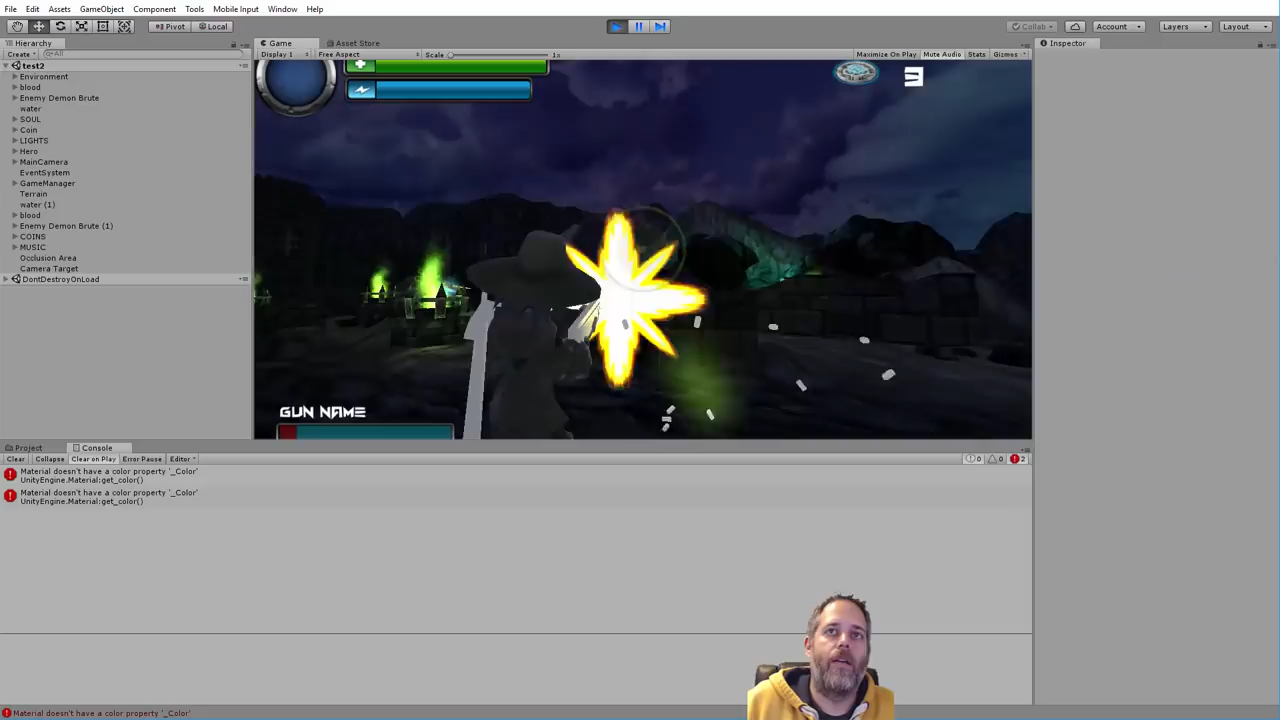 File Edit Assets GameObject Component Tools Mobile Input Window Help
Pivot Local Collab Account Layers Layout
Hierarchy Game Asset Store Inspector
Create All Display 1 Free Aspect Scale 1x Maximize On Play Mute Audio Stats Gizmos
test2
Environment
blood
Enemy Demon Brute
water
SOUL
Coin
LIGHTS
Hero
MainCamera
EventSystem
GameManager
Terrain
water (1)
blood
Enemy Demon Brute (1)
COINS
MUSIC
Occlusion Area
Camera Target
DontDestroyOnLoad
3
GUN NAME
Project Console
Clear Collapse Clear on Play Error Pause Editor 0 0 2
Material doesn't have a color property '_Color'
UnityEngine.Material:get_color()
Material doesn't have a color property '_Color'
UnityEngine.Material:get_color()
Material doesn't have a color property '_Color'